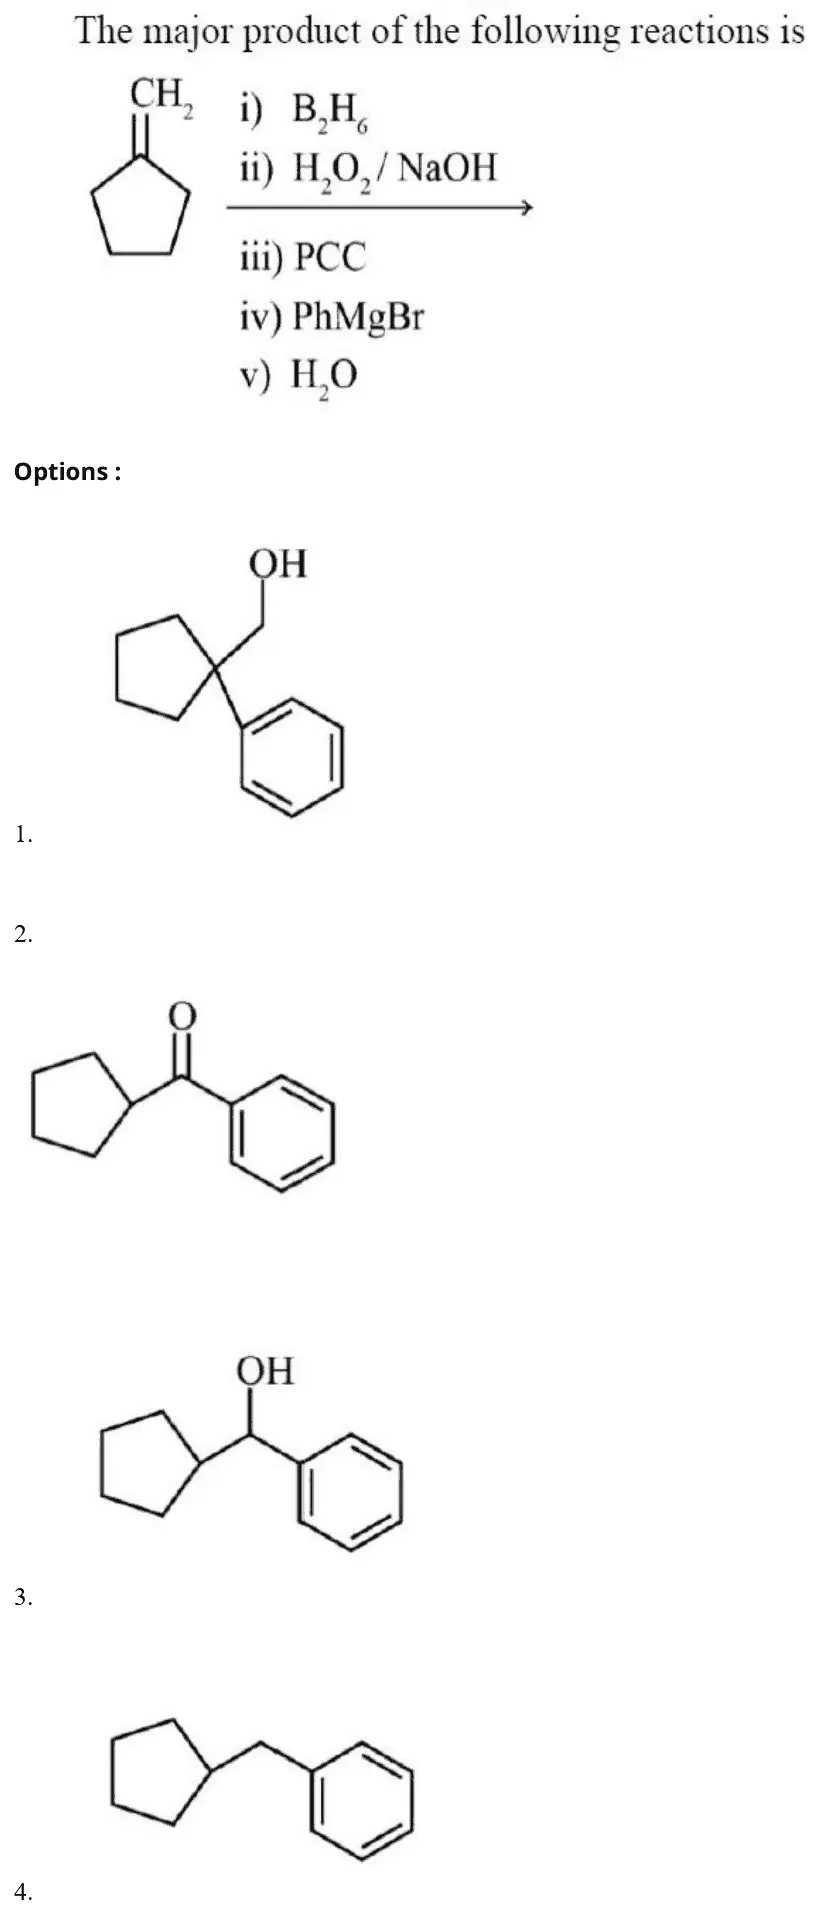 The major product of the following reactions is
CH₂
i) B₂H₆
ii) H₂O₂/ NaOH
iii) PCC
iv) PhMgBr
v) H₂O
Options :
OH
1.
2.
O
OH
3.
4.